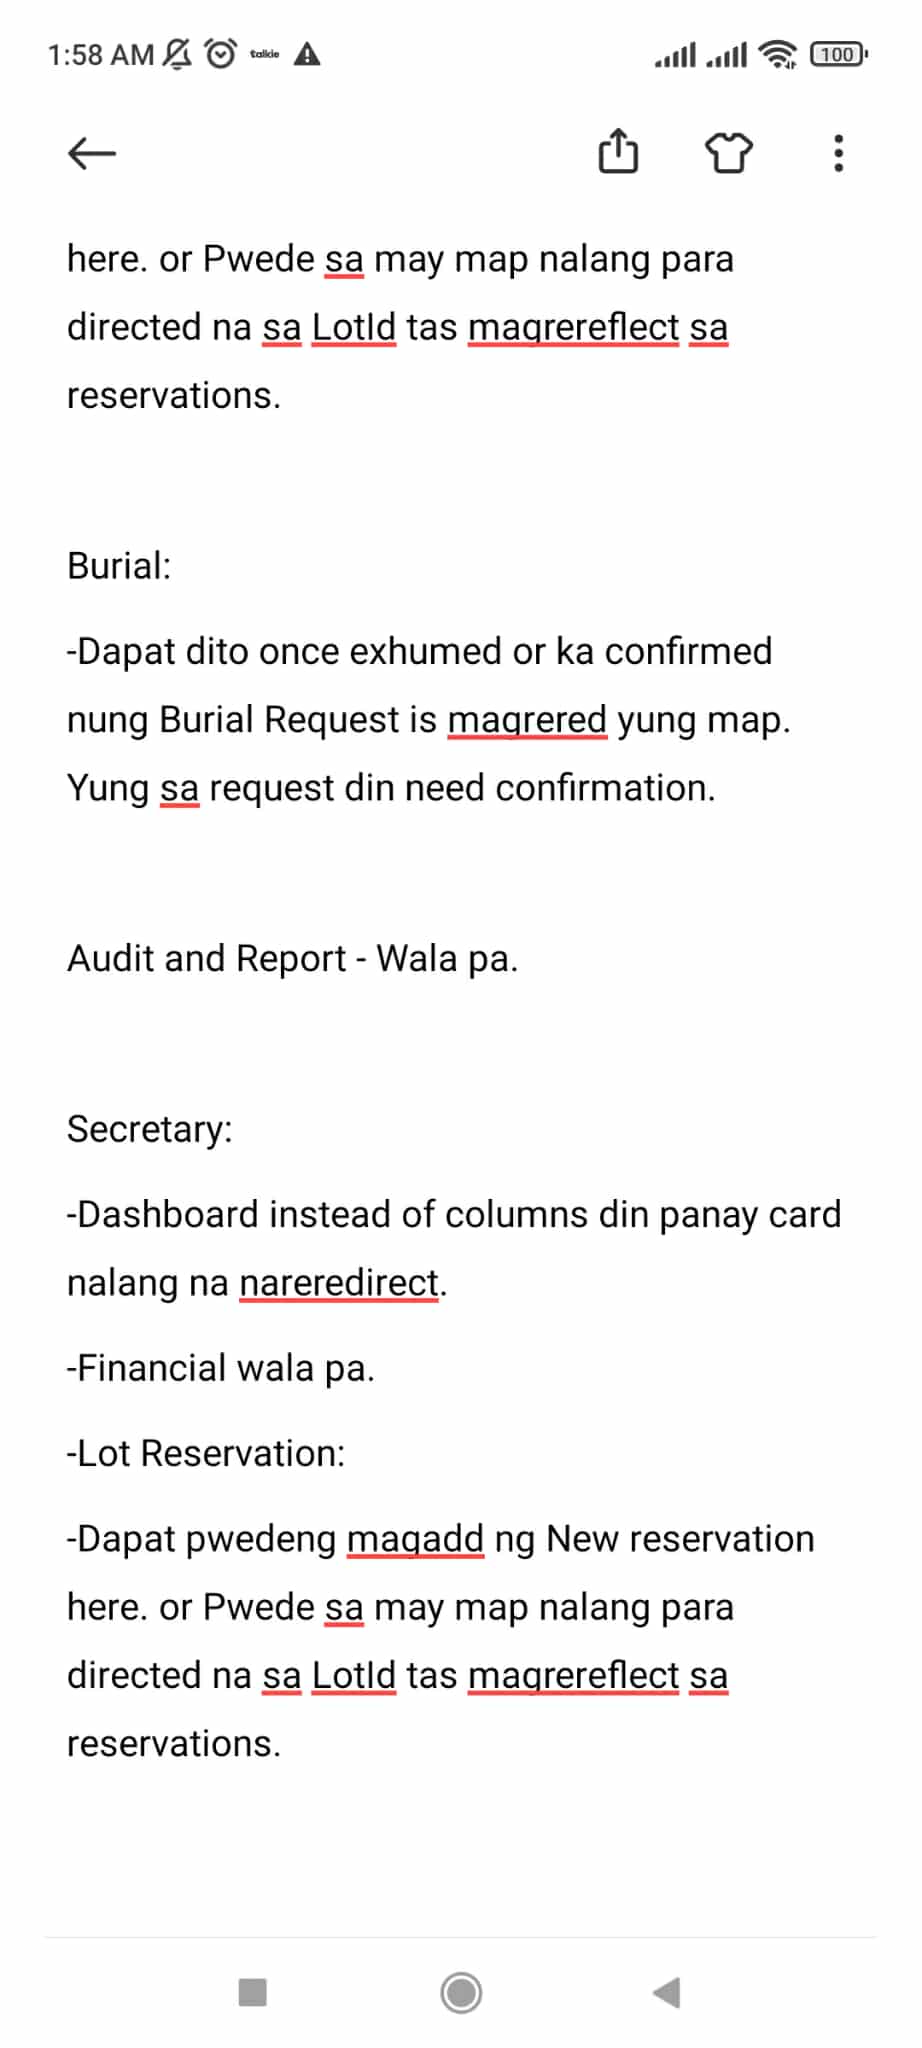 1:58 AM talkie 100
here. or Pwede sa may map nalang para
directed na sa LotId tas magrereflect sa
reservations.
Burial:
-Dapat dito once exhumed or ka confirmed
nung Burial Request is magrered yung map.
Yung sa request din need confirmation.
Audit and Report - Wala pa.
Secretary:
-Dashboard instead of columns din panay card
nalang na nareredirect.
-Financial wala pa.
-Lot Reservation:
-Dapat pwedeng magadd ng New reservation
here. or Pwede sa may map nalang para
directed na sa LotId tas magrereflect sa
reservations.